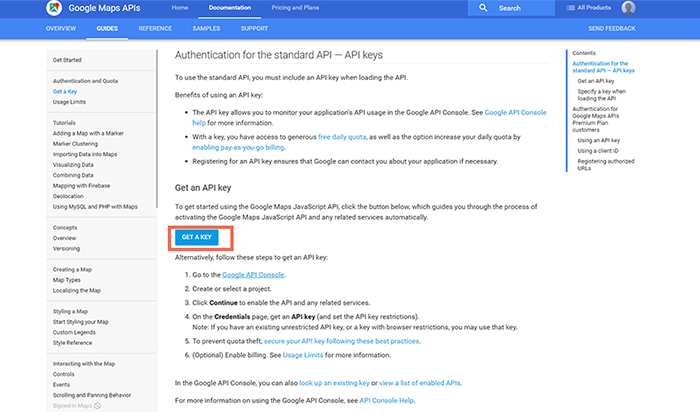 Google Maps APIs
Home
Documentation
Pricing and Plans
Search
All Products
OVERVIEW
GUIDES
REFERENCE
SAMPLES
SUPPORT
SEND FEEDBACK
Get Started
Authentication and Quota
Get a Key
Usage Limits
Tutorials
Adding a Map with a Marker
Marker Clustering
Importing Data into Maps
Visualizing Data
Combining Data
Mapping with Firebase
Geolocation
Using MySQL and PHP with Maps
Concepts
Overview
Versioning
Creating a Map
Map Types
Localizing the Map
Styling a Map
Start Styling your Map
Custom Legends
Style Reference
Interacting with the Map
Controls
Events
Scrolling and Panning Behavior
Signed-in Maps
Authentication for the standard API — API keys
To use the standard API, you must include an API key when loading the API.
Benefits of using an API key:
• The API key allows you to monitor your application's API usage in the Google API Console. See Google API Console
help for more information.
• With a key, you have access to generous free daily quota, as well as the option increase your daily quota by
enabling pay-as-you-go billing.
• Registering for an API key ensures that Google can contact you about your application if necessary.
Get an API key
To get started using the Google Maps JavaScript API, click the button below, which guides you through the process of
activating the Google Maps JavaScript API and any related services automatically.
GET A KEY
Alternatively, follow these steps to get an API key:
1. Go to the Google API Console.
2. Create or select a project.
3. Click Continue to enable the API and any related services.
4. On the Credentials page, get an API key (and set the API key restrictions).
Note: If you have an existing unrestricted API key, or a key with browser restrictions, you may use that key.
5. To prevent quota theft, secure your API key following these best practices.
6. (Optional) Enable billing. See Usage Limits for more information.
In the Google API Console, you can also look up an existing key or view a list of enabled APIs.
For more information on using the Google API Console, see API Console Help.
Contents
Authentication for the
standard API — API keys
Get an API key
Specify a key when
loading the API
Authentication for
Google Maps APIs
Premium Plan
customers
Using an API key
Using a client ID
Registering authorized
URLs